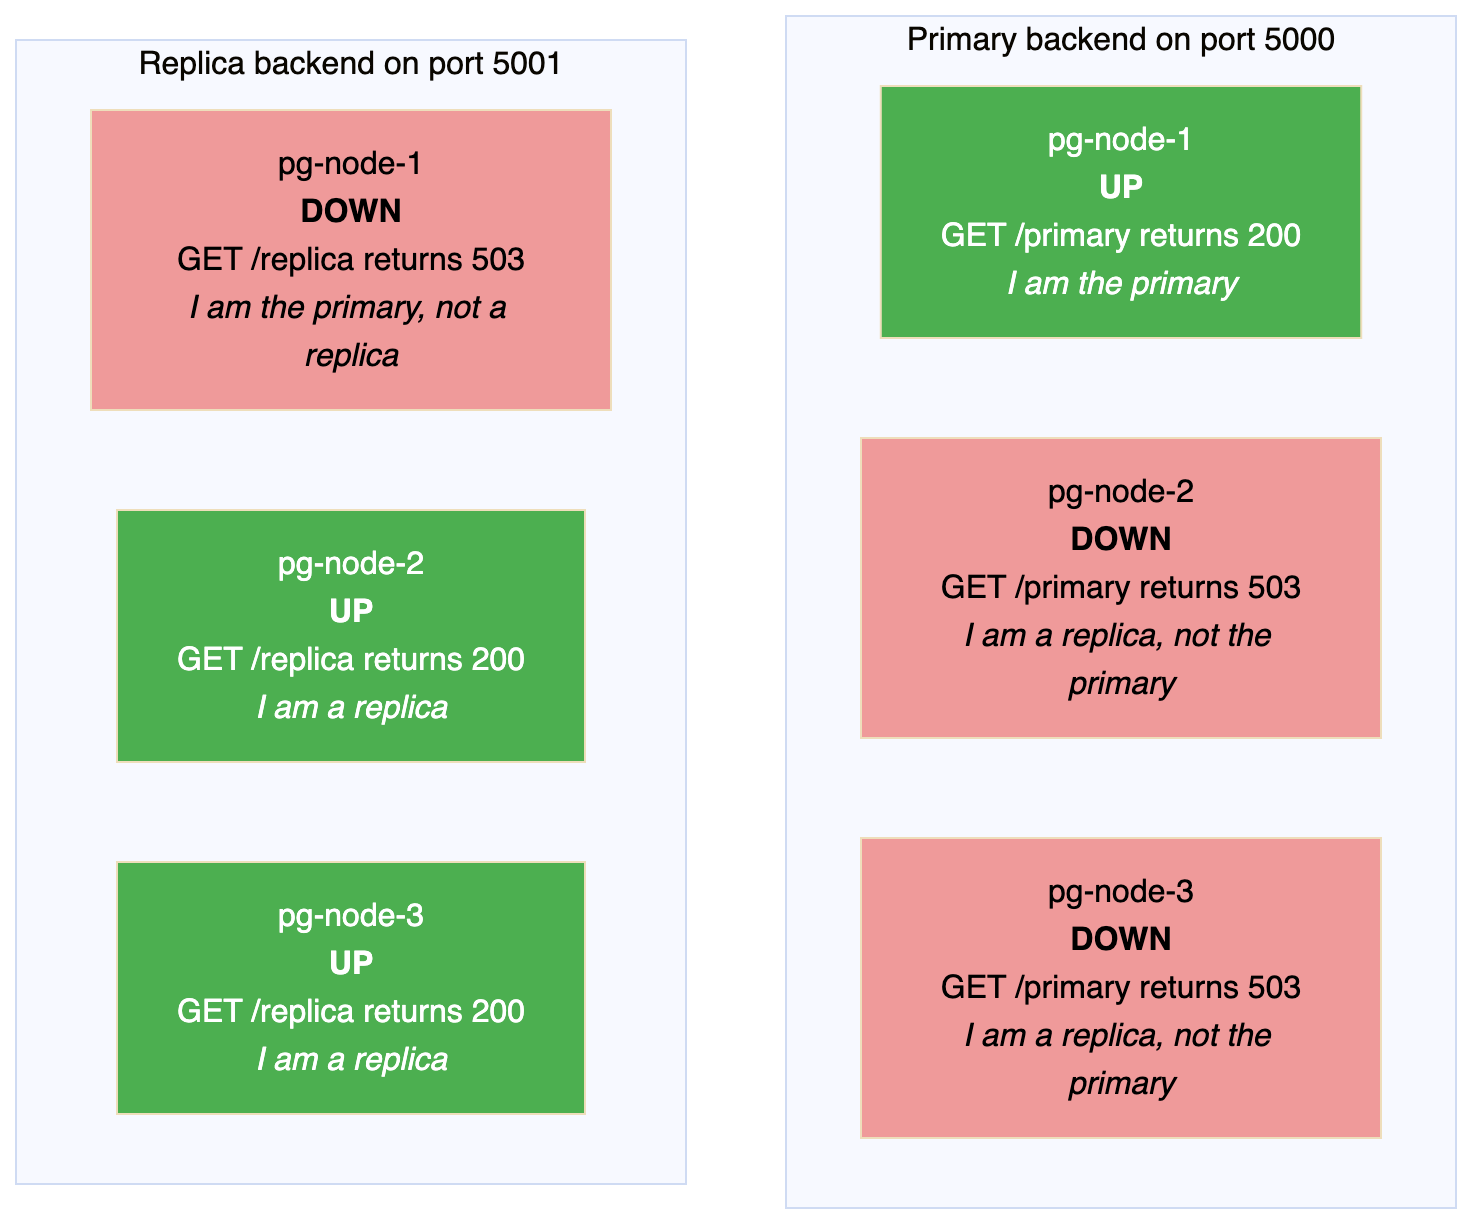 Replica backend on port 5001
pg-node-1
DOWN
GET /replica returns 503
I am the primary, not a
replica
pg-node-2
UP
GET /replica returns 200
I am a replica
pg-node-3
UP
GET /replica returns 200
I am a replica
Primary backend on port 5000
pg-node-1
UP
GET /primary returns 200
I am the primary
pg-node-2
DOWN
GET /primary returns 503
I am a replica, not the
primary
pg-node-3
DOWN
GET /primary returns 503
I am a replica, not the
primary